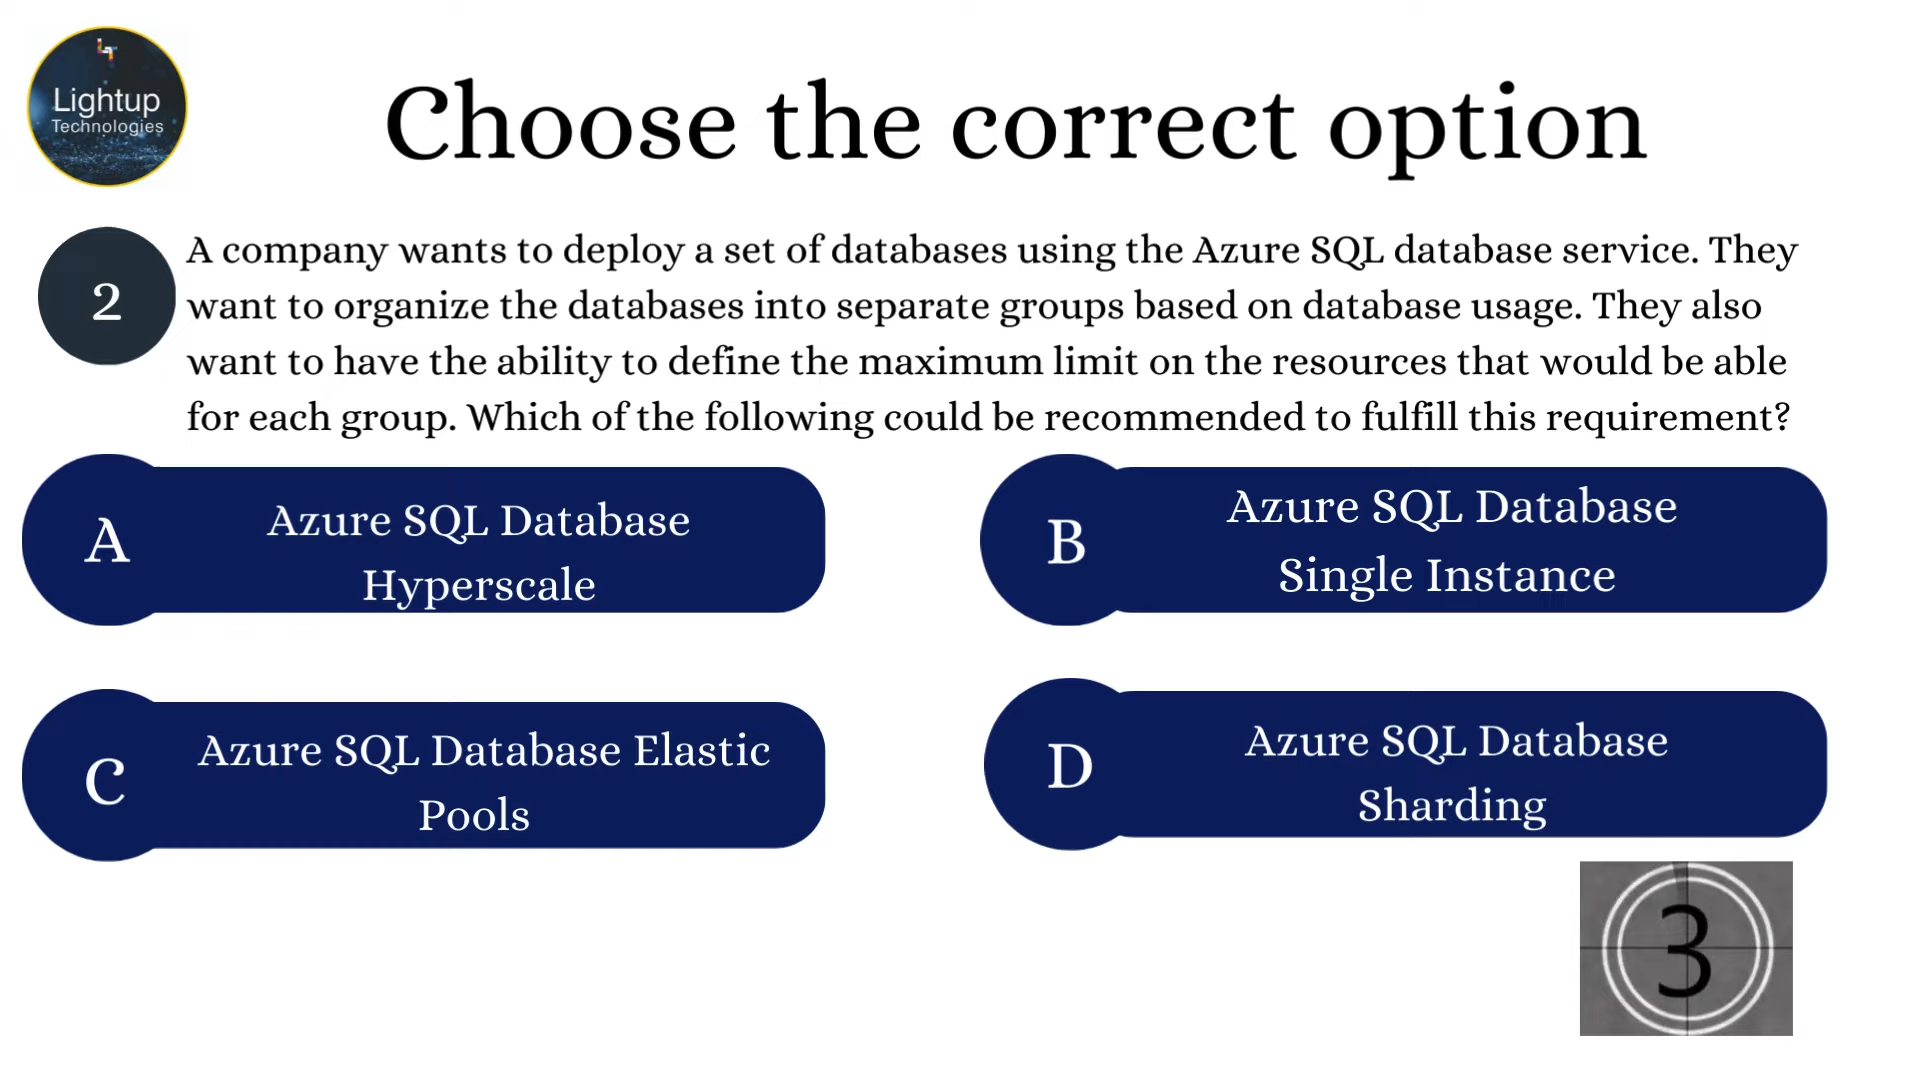 Lightup
Technologies
Choose the correct option
2
A company wants to deploy a set of databases using the Azure SQL database service. They
want to organize the databases into separate groups based on database usage. They also
want to have the ability to define the maximum limit on the resources that would be able
for each group. Which of the following could be recommended to fulfill this requirement?
A
Azure SQL Database
Hyperscale
B
Azure SQL Database
Single Instance
C
Azure SQL Database Elastic
Pools
D
Azure SQL Database
Sharding
3